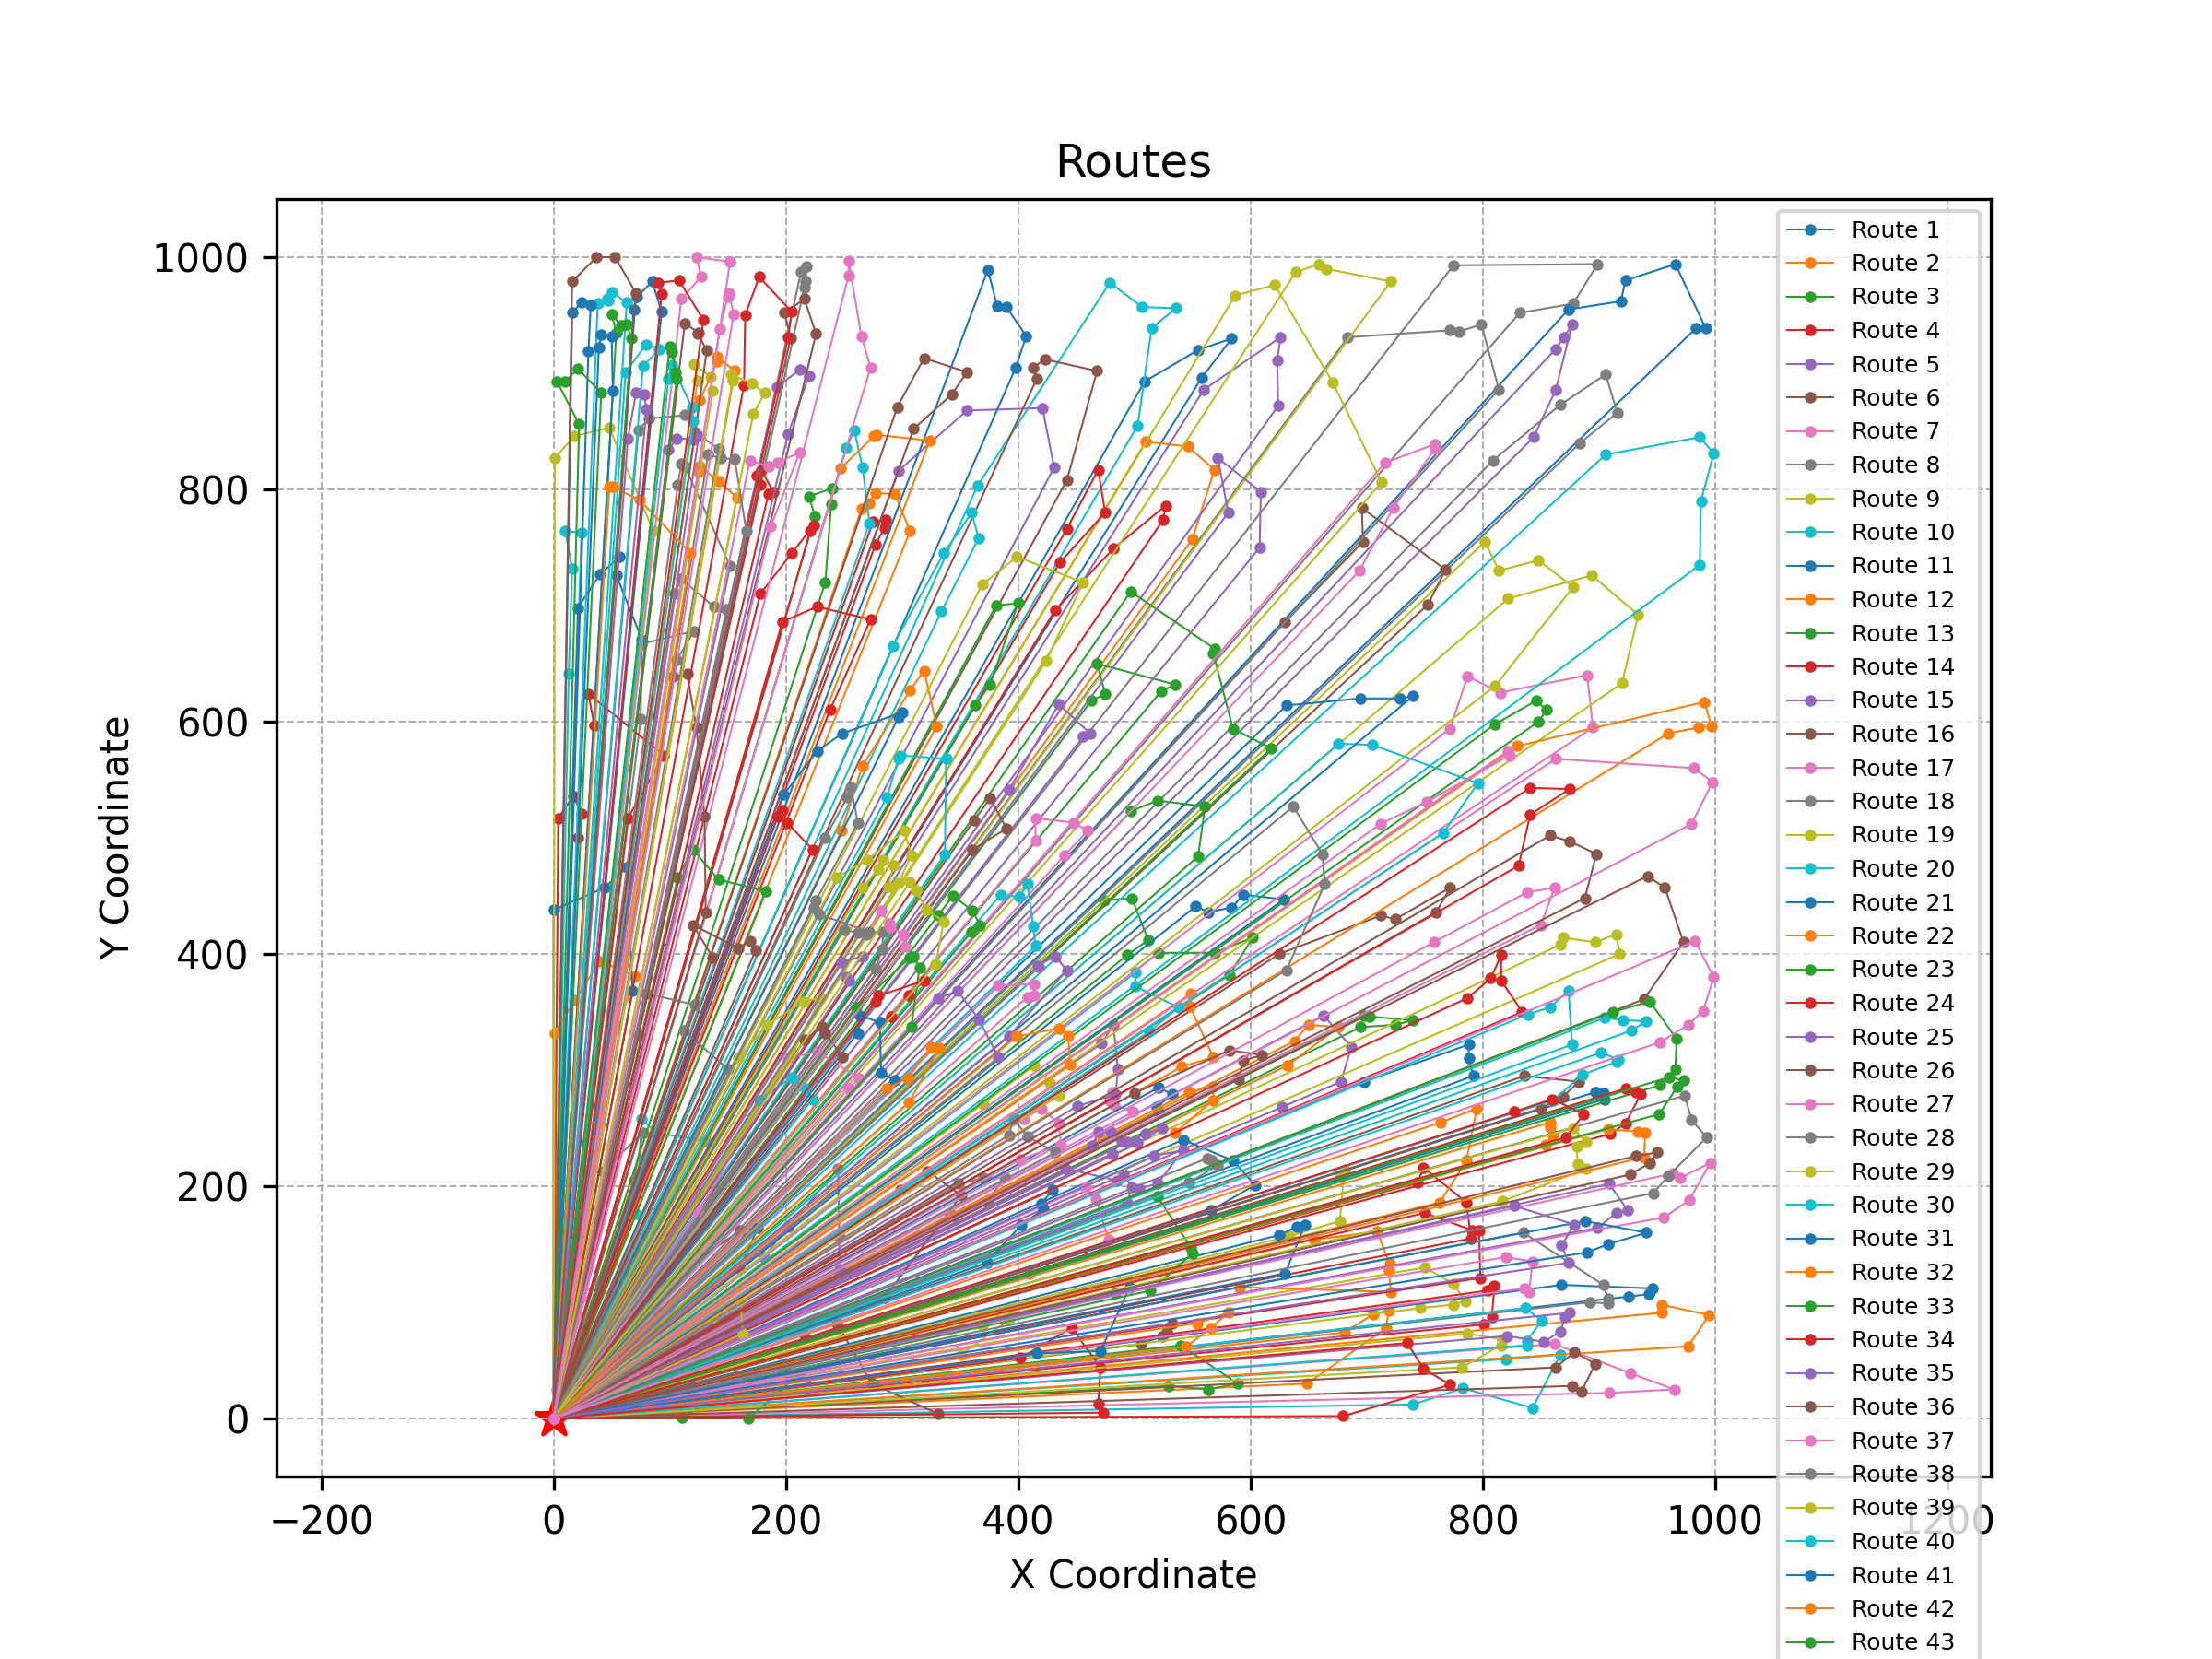 Routes
1000
800
600
400
200
0
Y Coordinate
−200
0
200
400
600
800
1000
1200
X Coordinate
Route 1
Route 2
Route 3
Route 4
Route 5
Route 6
Route 7
Route 8
Route 9
Route 10
Route 11
Route 12
Route 13
Route 14
Route 15
Route 16
Route 17
Route 18
Route 19
Route 20
Route 21
Route 22
Route 23
Route 24
Route 25
Route 26
Route 27
Route 28
Route 29
Route 30
Route 31
Route 32
Route 33
Route 34
Route 35
Route 36
Route 37
Route 38
Route 39
Route 40
Route 41
Route 42
Route 43